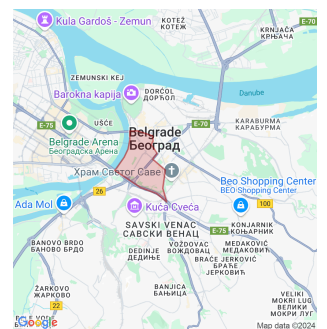 Kula Gardoš - Zemun
КОТЕЖ
КОТЕЖ
KRNJAČA
КРЊАЧА
ZEMUNSKI KEJ
E-70
Barokna kapija
DORĆOL
ДОРЋОЛ
Danube
E-75
UŠĆE
УШЋЕ
E-70
KARABURMA
КАРАБУРМА
Belgrade
Београд
Belgrade Arena
Београдска Арена
Храм Светог Саве
26
Beo Shopping Center
BEO Shopping Center
Ada Mol
Kuća Cveća
100
SAVSKI VENAC
САВСКИ ВЕНАЦ
KONJARNIK
КОЊАРНИК
BANOVO BRDO
БАНОВО БРДО
DEDINJE
ДЕДИЊЕ
VOŽDOVAC
ВОЖДОВАЦ
MEDAKOVIĆ
МЕДАКОВИЋ
BRAĆE JERKOVIĆ
БРАЋЕ
ЈЕРКОВИЋ
ŽARKOVO
ЖАРКОВО
BANJICA
БАЊИЦА
22
VELIKI
MOKRI LUG
ВЕЛИКИ
МОКРИ ЛУГ
E-75
Google
Map data ©2024